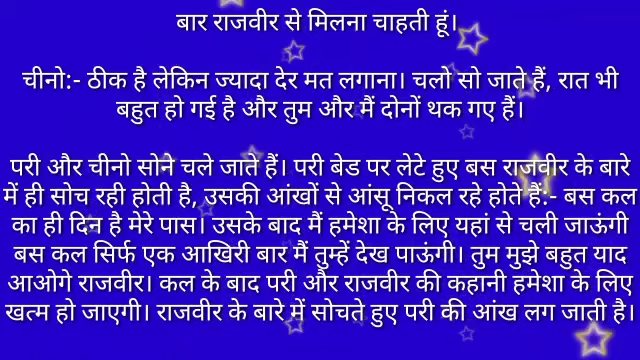 बार राजवीर से मिलना चाहती हूं।
चीनो:- ठीक है लेकिन ज्यादा देर मत लगाना। चलो सो जाते हैं, रात भी
बहुत हो गई है और तुम और मैं दोनों थक गए हैं।
परी और चीनो सोने चले जाते हैं। परी बेड पर लेटे हुए बस राजवीर के बारे
में ही सोच रही होती है, उसकी आंखों से आंसू निकल रहे होते हैं:- बस कल
का ही दिन है मेरे पास। उसके बाद मैं हमेशा के लिए यहां से चली जाऊंगी
बस कल सिर्फ एक आखिरी बार मैं तुम्हें देख पाऊंगी। तुम मुझे बहुत याद
आओगे राजवीर। कल के बाद परी और राजवीर की कहानी हमेशा के लिए
खत्म हो जाएगी। राजवीर के बारे में सोचते हुए परी की आंख लग जाती है।